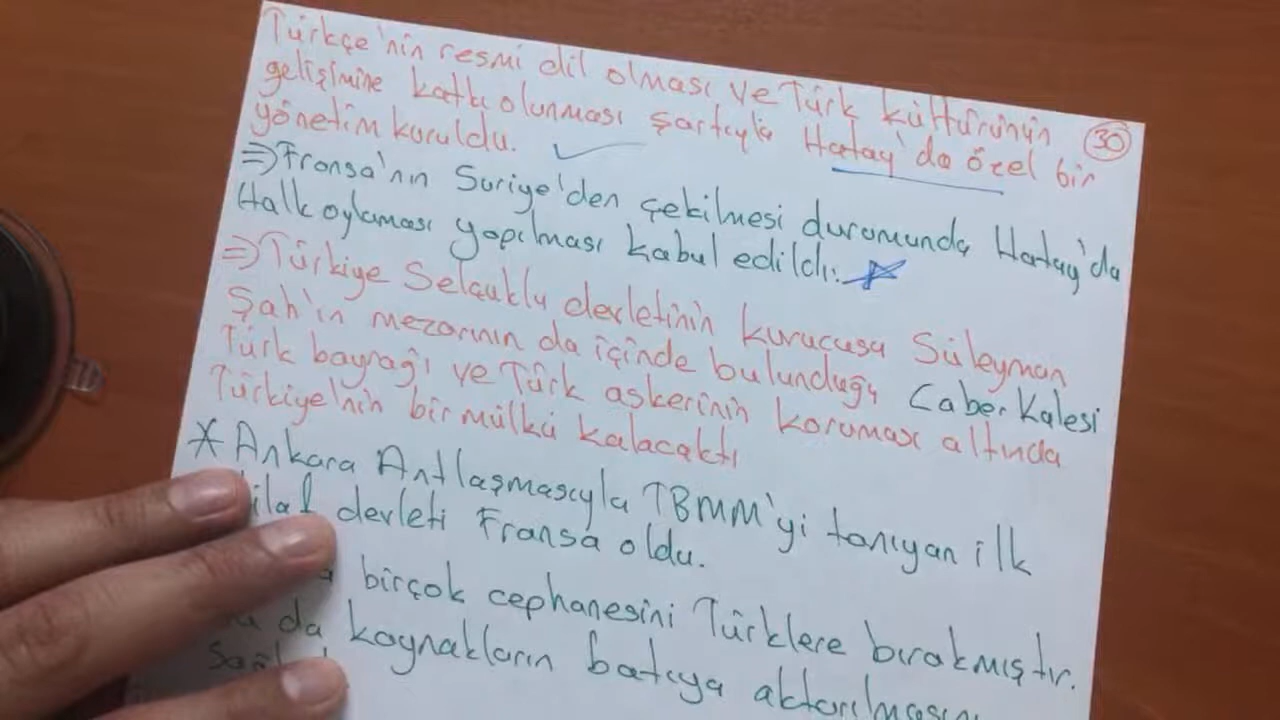 Türkçe'nin resmi dil olması ve Türk kültürünün
gelişimine katkı olunması şartıyla Hatay'da özel bir
yönetim kuruldu.
30
⇒ Fransa'nın Suriye'den çekilmesi durumunda Hatay'da
Halkoylaması yapılması kabul edildi.
⇒ Türkiye Selçuklu devletinin kurucusu Süleyman
Şah'ın mezarının da içinde bulunduğu Caber Kalesi
Türk bayrağı ve Türk askerinin koruması altında
Türkiye'nin bir mülkü kalacaktı
* Ankara Antlaşmasıyla TBMM'yi tanıyan ilk
devleti Fransa oldu.
birçok cephanesini Türklere bırakmıştır.
da kaynakların batıya aktarılmasını